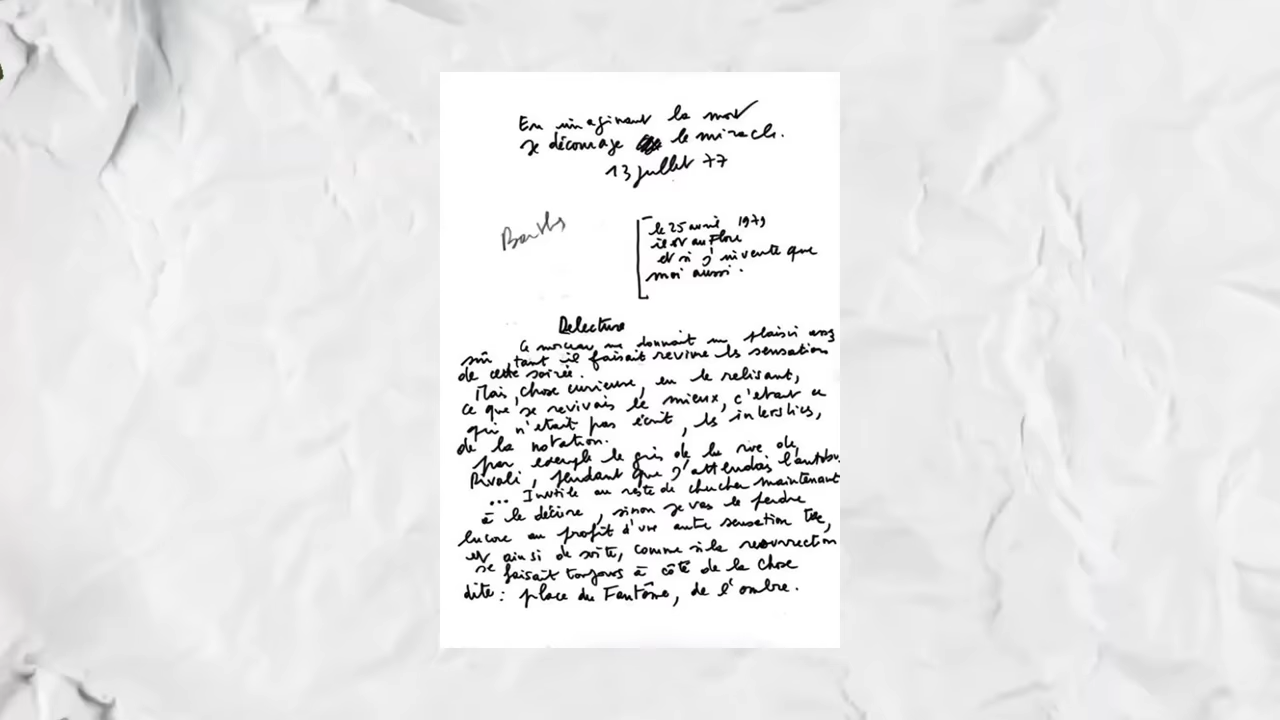 En imaginant la mort
je décourage le miracle.
13 juillet 77
Barthes
le 25 avril 1979
il est au Flore
et si j'invente que
moi aussi.
Délecture
Ce morceau me donnait un plaisir assez
sûr tant il faisait revivre les sensations
de cette soirée.
Mais, chose curieuse, en le relisant,
ce que je revivais le mieux, c'était ce
qui n'était pas écrit, les interstices,
de la notation.
par exemple le gris de la rue de
Rivoli, pendant que j'attendais l'autobus
... Inutile au reste de chercher maintenant
à le décrire, sinon je vais le perdre
encore au profit d'une autre sensation
et ainsi de suite, comme si la resurrection
se faisait toujours à côté de la chose
dite : place du Fantôme, de l'ombre.